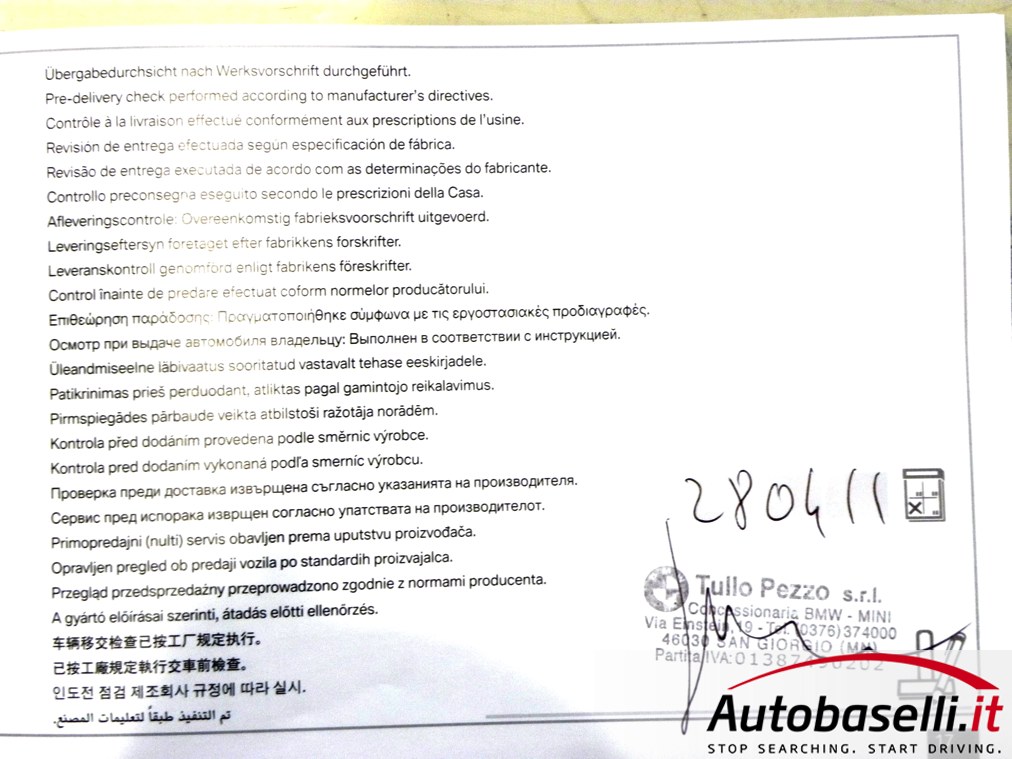 Übergabedurchsicht nach Werksvorschrift durchgeführt.
Pre-delivery check performed according to manufacturer's directives.
Contrôle à la livraison effectué conformément aux prescriptions de l'usine.
Revisión de entrega efectuada según especificación de fábrica.
Revisão de entrega executada de acordo com as determinações do fabricante.
Controllo preconsegna eseguito secondo le prescrizioni della Casa.
Afleveringscontrole: Overeenkomstig fabrieksvoorschrift uitgevoerd.
Leveringseftersyn foretaget efter fabrikkens forskrifter.
Leveranskontroll genomförd enligt fabrikens föreskrifter.
Control înainte de predare efectuat coform normelor producătorului.
Επιθεώρηση παράδοσης: Πραγματοποιήθηκε σύμφωνα με τις εργοστασιακές προδιαγραφές.
Осмотр при выдаче автомобиля владельцу: Выполнен в соответствии с инструкцией.
Üleandmiseelne läbivaatus sooritatud vastavalt tehase eeskirjadele.
Patikrinimas prieš perduodant, atliktas pagal gamintojo reikalavimus.
Pirmspiegādes pārbaude veikta atbilstoši ražotāja norādēm.
Kontrola před dodáním provedena podle směrnic výrobce.
Kontrola pred dodaním vykonaná podľa smerníc výrobcu.
Проверка преди доставка извърщена съгласно указанията на производителя.
Сервис пред испорака изврщен согласно упатствата на производителот.
Primopredajni (nulti) servis obavljen prema uputstvu proizvođača.
Opravljen pregled ob predaji vozila po standardih proizvajalca.
Przegląd przedsprzedażny przeprowadzono zgodnie z normami producenta.
A gyártó előírásai szerinti, átadás előtti ellenőrzés.
车辆移交检查已按工厂规定执行。
已按工廠規定執行交車前檢查。
인도전 점검 제조회사 규정에 따라 실시.
تم التنفيذ طبقاً لتعليمات المصنع.
280411
Tullo Pezzo s.r.l.
Concessionaria BMW - MINI
Via Einstein, 19 - Tel. (0376) 374000
46030 SAN GIORGIO (MN)
Partita IVA:
Autobaselli.it
STOP SEARCHING. START DRIVING.
17